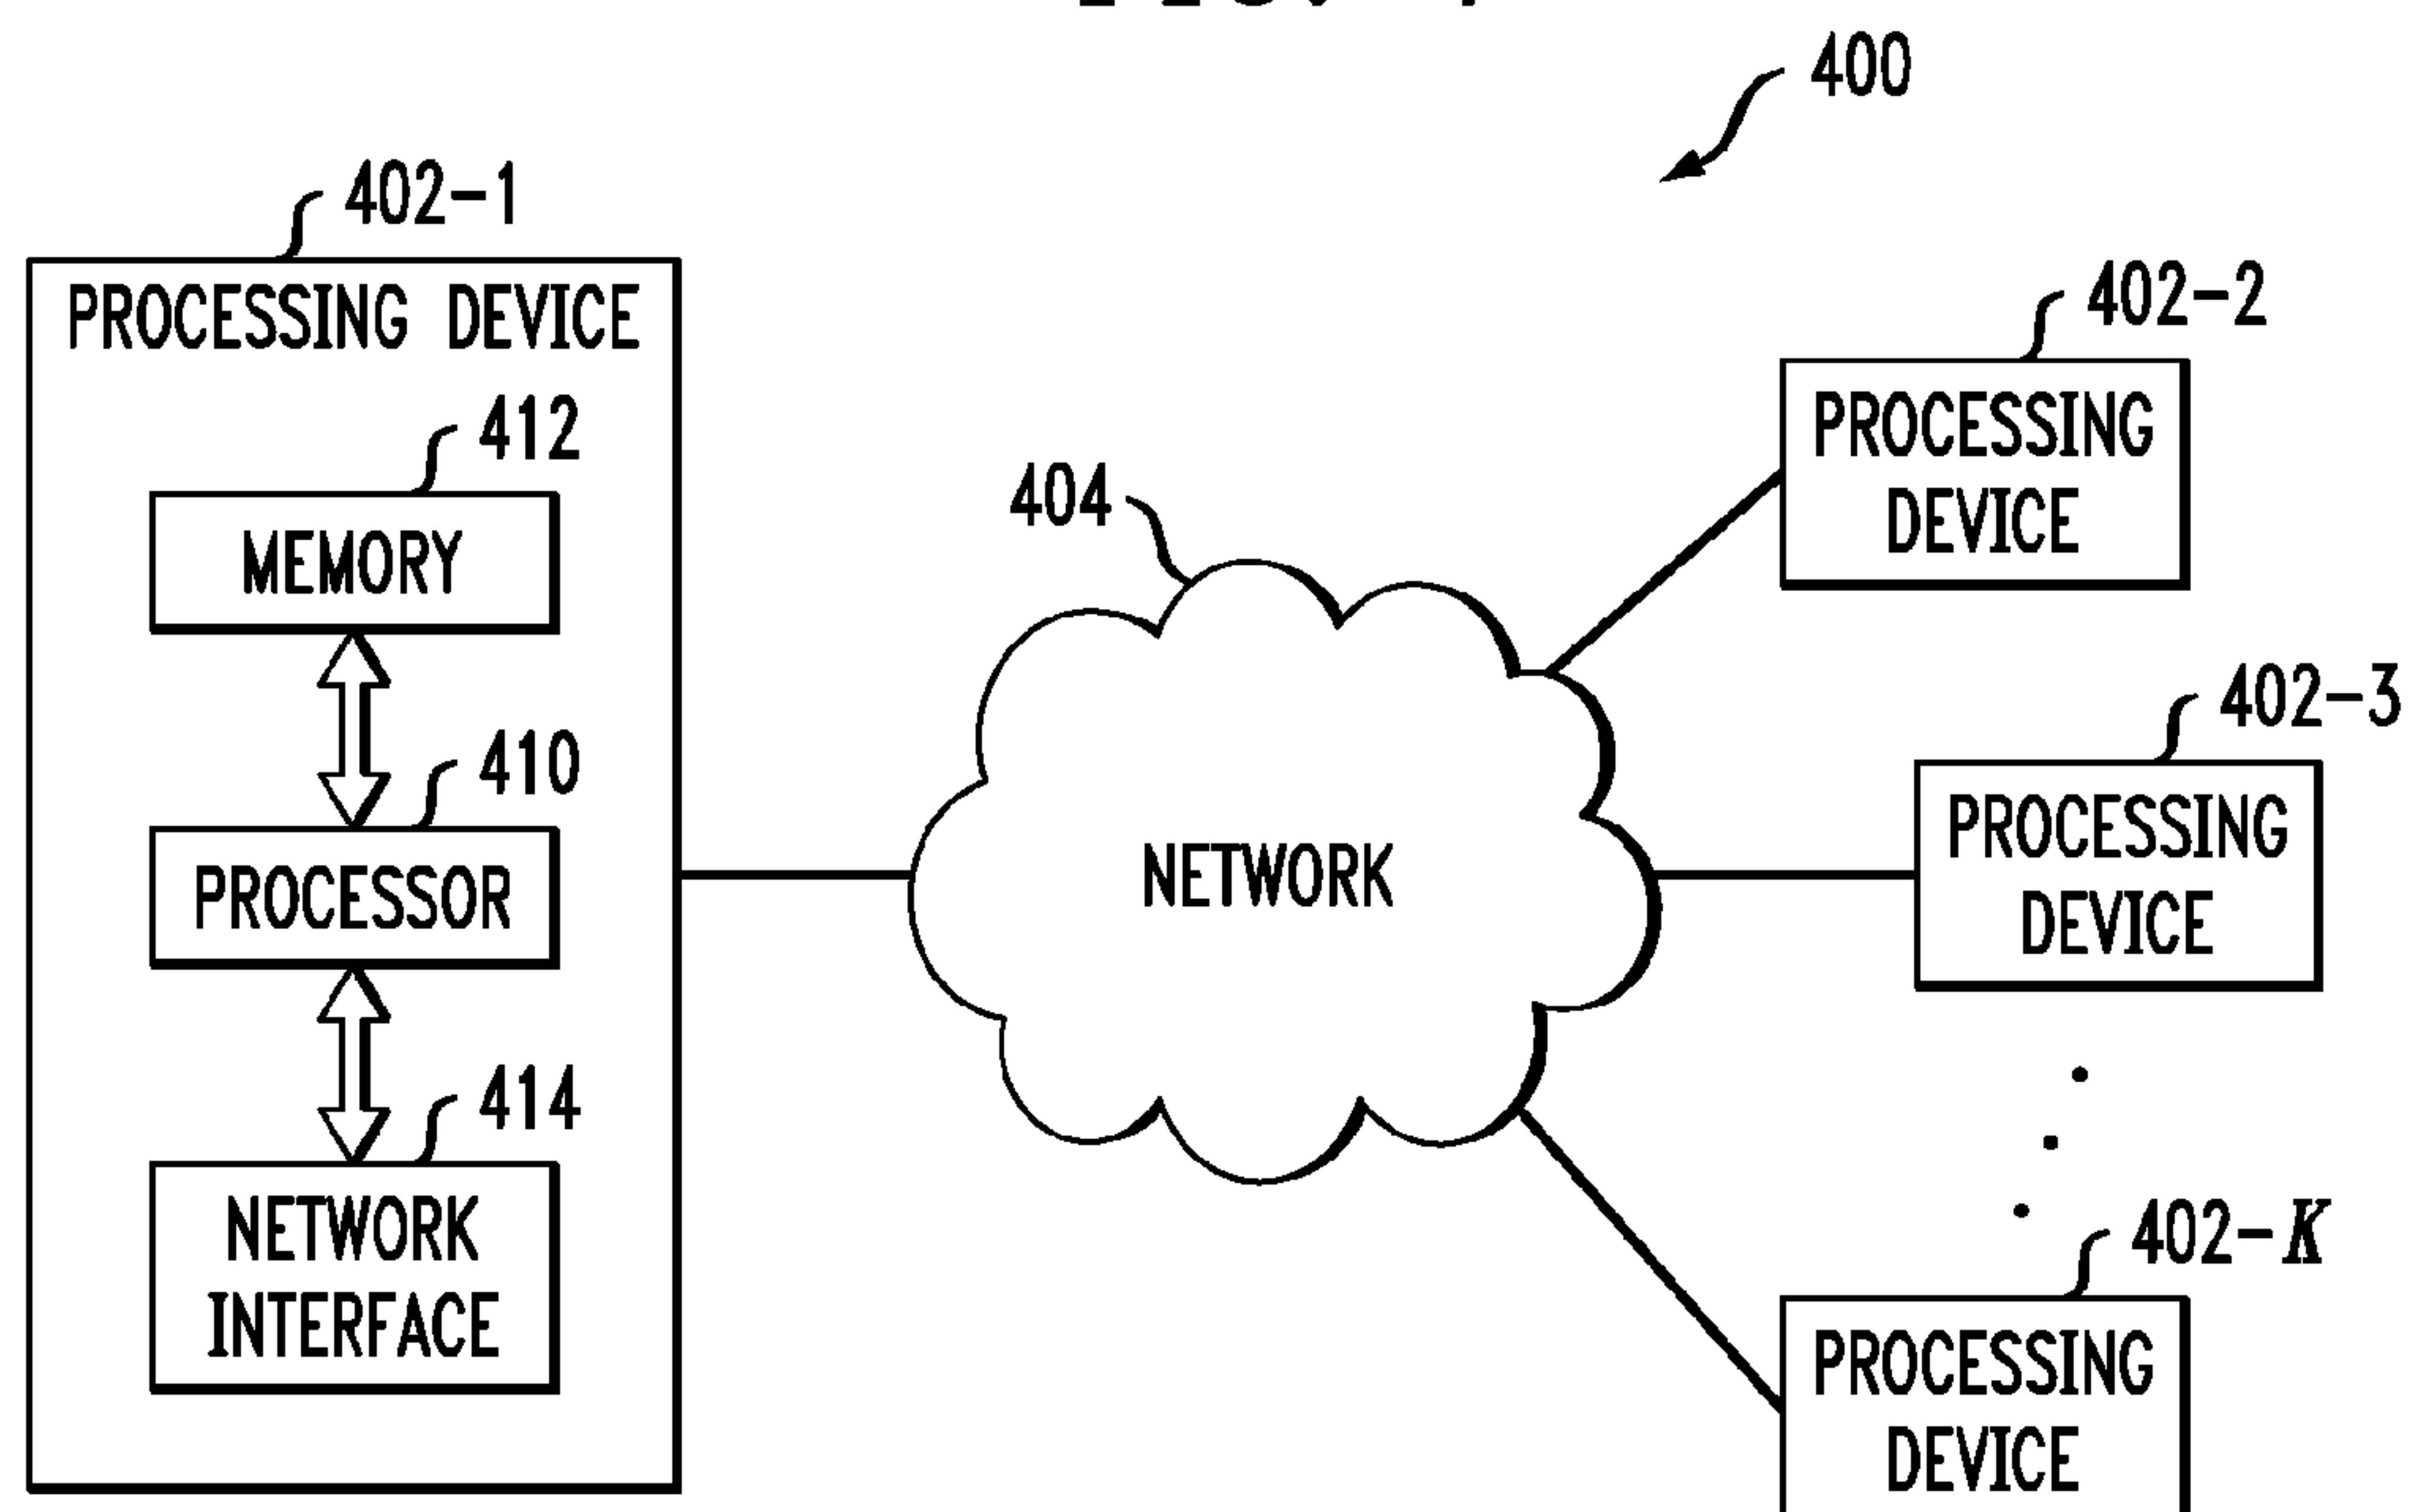 400
402-1
PROCESSING DEVICE
412
MEMORY
410
PROCESSOR
414
NETWORK
INTERFACE
404
NETWORK
402-2
PROCESSING
DEVICE
402-3
PROCESSING
DEVICE
402-K
PROCESSING
DEVICE